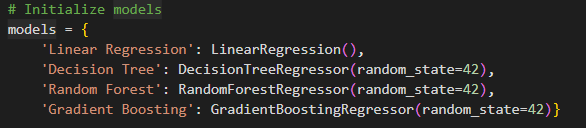 # Initialize models
models = {
    'Linear Regression': LinearRegression(),
    'Decision Tree': DecisionTreeRegressor(random_state=42),
    'Random Forest': RandomForestRegressor(random_state=42),
    'Gradient Boosting': GradientBoostingRegressor(random_state=42)}